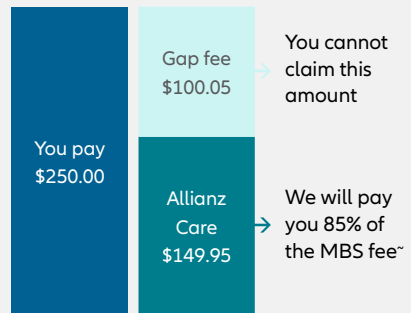 You pay
$250.00
Gap fee
$100.05
You cannot
claim this
amount
Allianz
Care
$149.95
We will pay
you 85% of
the MBS fee~